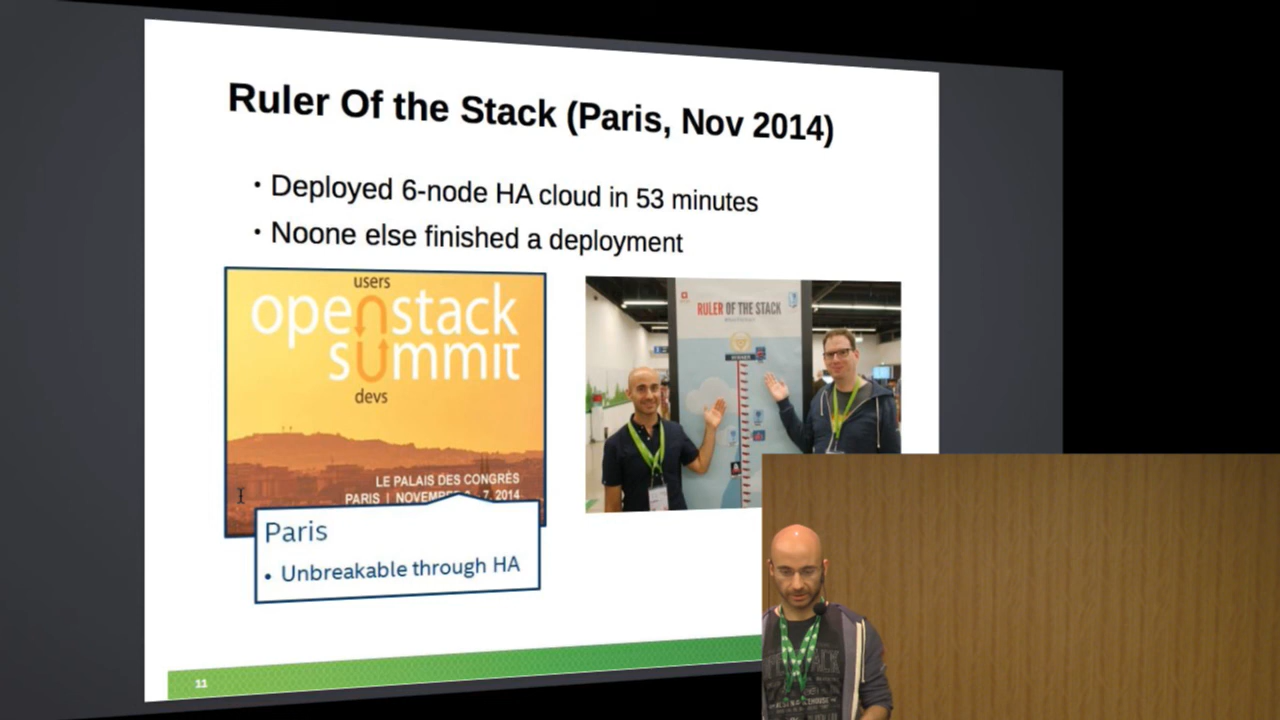 Ruler Of the Stack (Paris, Nov 2014)
• Deployed 6-node HA cloud in 53 minutes
• Noone else finished a deployment
users
openstack
summit
devs
LE PALAIS DES CONGRÈS
PARIS | NOVEMBER 7, 2014
Paris
• Unbreakable through HA
RULER OF THE STACK
WINNER
11